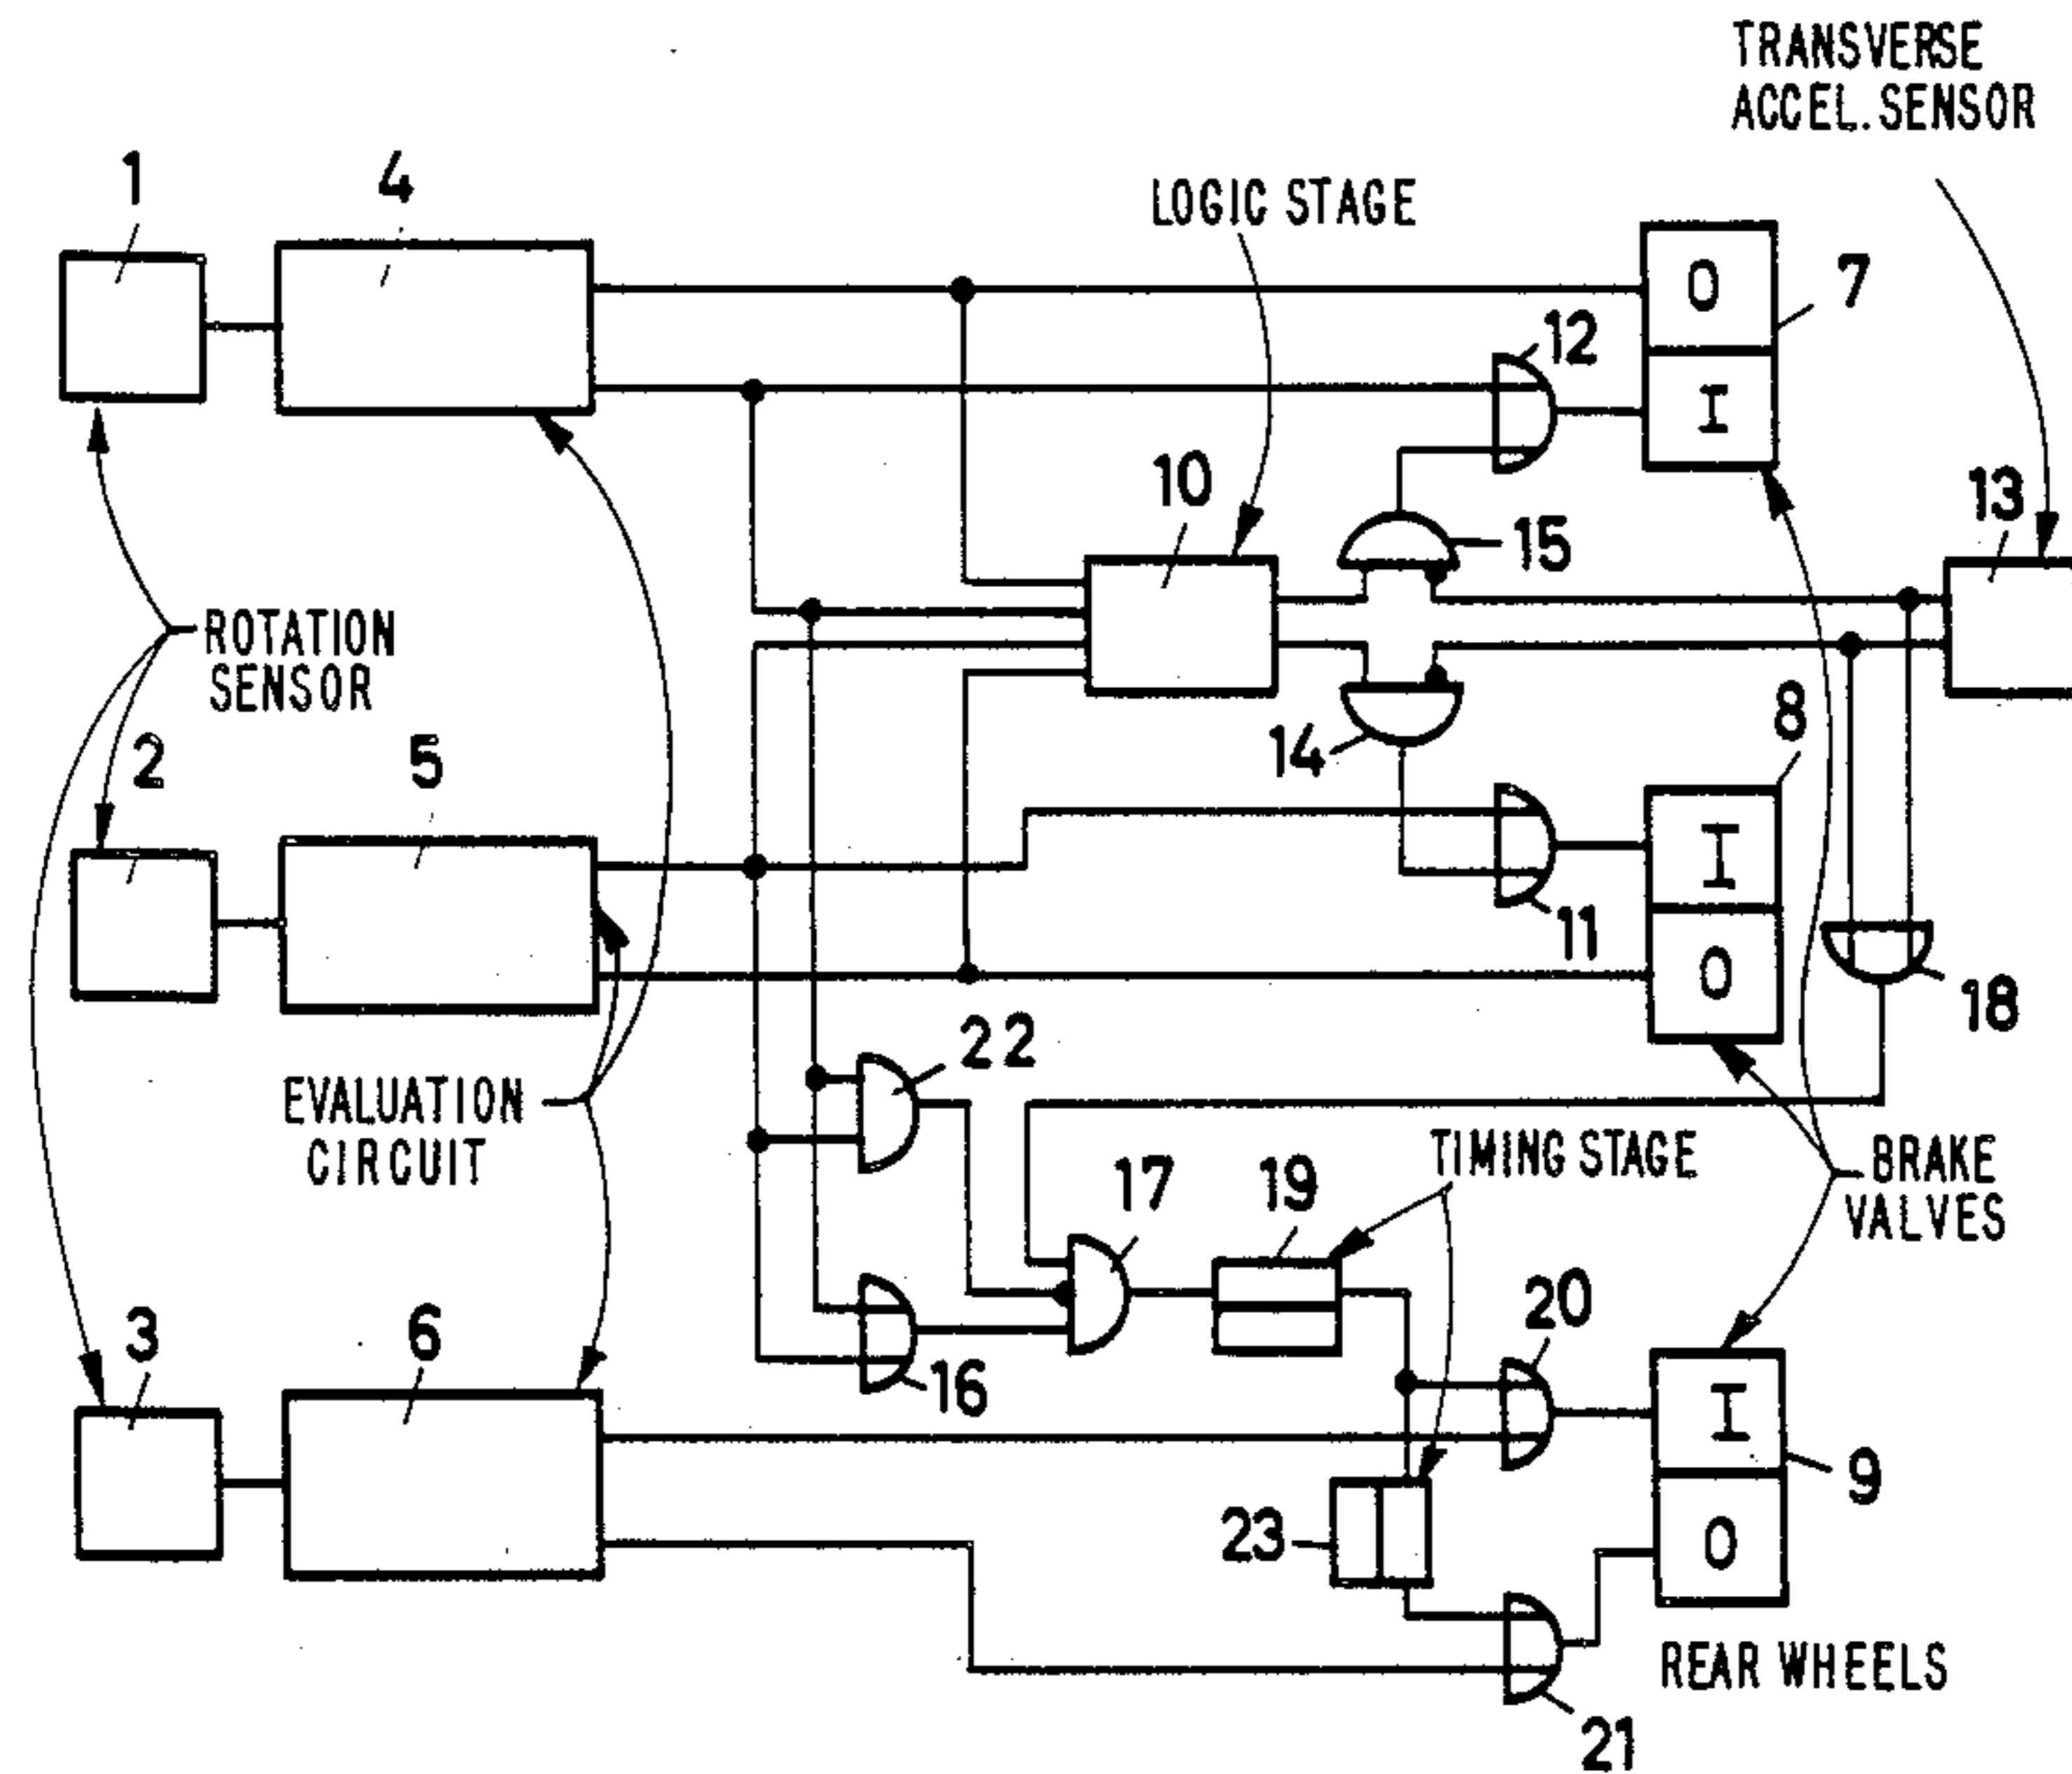 TRANSVERSE
ACCEL. SENSOR
1
4
LOGIC STAGE
O
7
12
I
10
15
13
ROTATION
SENSOR
2
5
14
8
I
11
O
18
22
EVALUATION
CIRCUIT
17
19
TIMING STAGE
BRAKE
VALVES
3
6
16
20
I
9
23
O
REAR WHEELS
21